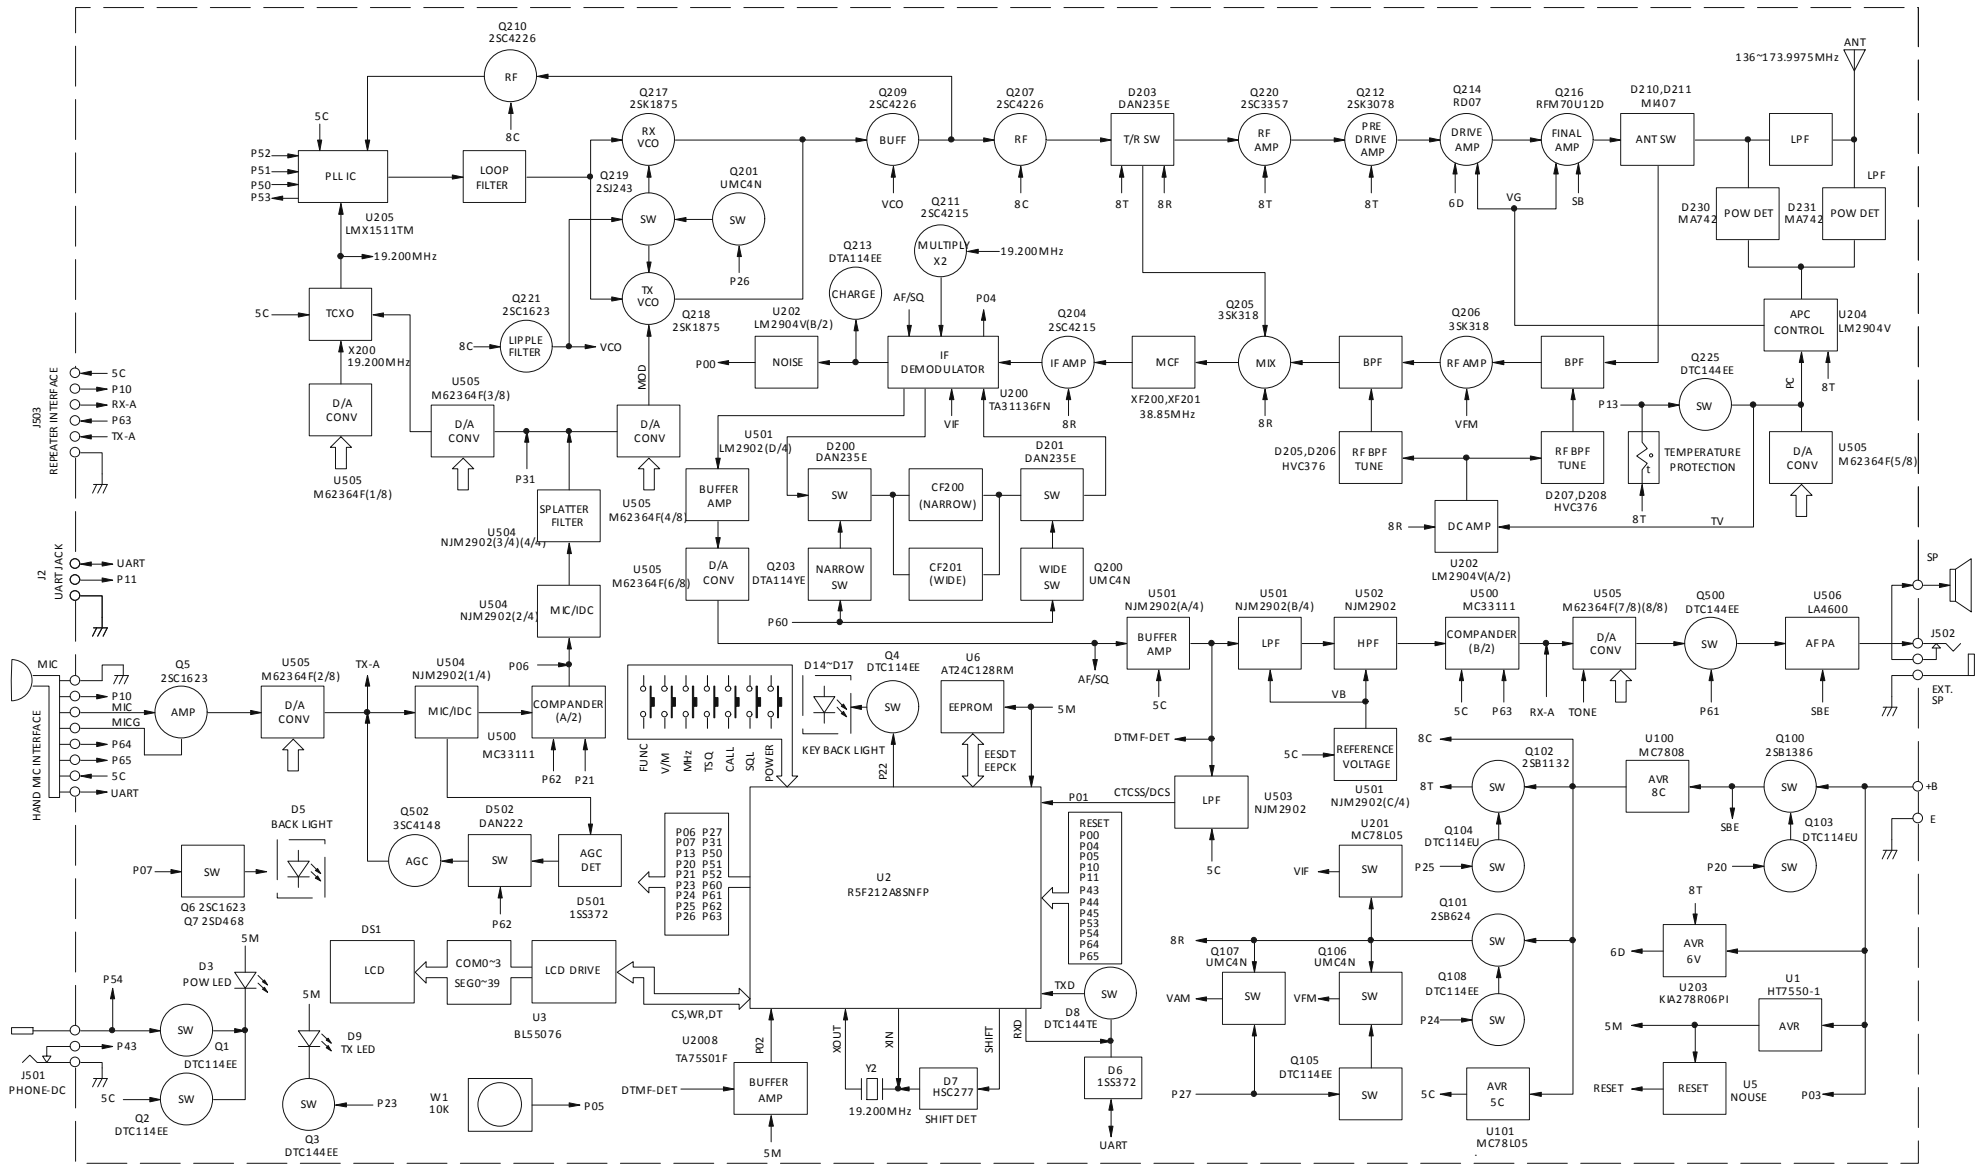 Q210
2SC4226
RF
8C
5C
P52
P51
P50
P53
PLL IC
U205
LMX1511TM
LOOP
FILTER
19.200MHz
5C
TCXO
X200
19.200MHz
Q217
2SK1875
RX
VCO
Q219
2SJ243
SW
Q201
UMC4N
SW
P26
TX
VCO
Q218
2SK1875
Q221
2SC1623
8C
LIPPLE
FILTER
VCO
MOD
Q209
2SC4226
BUFF
VCO
Q207
2SC4226
RF
8C
D203
DAN235E
T/R SW
8T
8R
Q220
2SC3357
RF
AMP
8T
Q212
2SK3078
PRE
DRIVE
AMP
8T
Q214
RD07
DRIVE
AMP
6D
VG
Q216
RFM70U12D
FINAL
AMP
SB
D210,D211
MI407
ANT SW
136~173.9975MHz
ANT
LPF
LPF
D230
MA742
POW DET
D231
MA742
POW DET
APC
CONTROL
U204
LM2904V
PC
8T
Q211
2SC4215
MULTIPLY
X2
19.200MHz
Q213
DTA114EE
CHARGE
AF/SQ
P04
U202
LM2904V(B/2)
P00
NOISE
IF
DEMODULATOR
U200
TA31136FN
VIF
Q204
2SC4215
IF AMP
8R
MCF
XF200,XF201
38.85MHz
Q205
3SK318
MIX
8R
BPF
Q206
3SK318
RF AMP
VFM
BPF
D205,D206
HVC376
RF BPF
TUNE
RF BPF
TUNE
D207,D208
HVC376
8R
DC AMP
TV
U202
LM2904V(A/2)
Q225
DTC144EE
P13
SW
t
TEMPERATURE
PROTECTION
8T
D/A
CONV
U505
M62364F(5/8)
J503
REPEATER INTERFACE
5C
P10
RX-A
P63
TX-A
D/A
CONV
U505
M62364F(1/8)
U505
M62364F(3/8)
D/A
CONV
P31
D/A
CONV
U505
M62364F(4/8)
SPLATTER
FILTER
U504
NJM2902(3/4)(4/4)
U504
NJM2902(2/4)
MIC/IDC
U501
LM2902(D/4)
BUFFER
AMP
U505
M62364F(6/8)
D/A
CONV
D200
DAN235E
SW
CF200
(NARROW)
D201
DAN235E
SW
Q203
DTA114YE
NARROW
SW
CF201
(WIDE)
WIDE
SW
Q200
UMC4N
P60
J2
UART JACK
UART
P11
MIC
HAND MIC INTERFACE
P10
MIC
MICG
P64
P65
5C
UART
Q5
2SC1623
AMP
U505
M62364F(2/8)
D/A
CONV
TX-A
U504
NJM2902(1/4)
MIC/IDC
U500
MC33111
P06
COMPANDER
(A/2)
P62
P21
FUNC
V/M
MHz
TSQ
CALL
SQL
POWER
D14~D17
KEY BACK LIGHT
Q4
DTC114EE
SW
P22
U6
AT24C128RM
EEPROM
5M
EESDT
EEPCK
AF/SQ
U501
NJM2902(A/4)
BUFFER
AMP
5C
DTMF-DET
U501
NJM2902(B/4)
LPF
U502
NJM2902
HPF
VB
5C
REFERENCE
VOLTAGE
U501
NJM2902(C/4)
U500
MC33111
COMPANDER
(B/2)
5C
P63
RX-A
U505
M62364F(7/8)(8/8)
D/A
CONV
TONE
Q500
DTC144EE
SW
P61
U506
LA4600
AF PA
SBE
SP
J502
EXT.
SP
P01
CTCSS/DCS
LPF
U503
NJM2902
5C
8C
Q102
2SB1132
8T
SW
Q104
DTC114EU
P25
SW
U100
MC7808
AVR
8C
SBE
Q100
2SB1386
SW
Q103
DTC114EU
P20
SW
+B
E
D5
BACK LIGHT
P07
SW
Q6 2SC1623
Q7 2SD468
Q502
3SC4148
AGC
D502
DAN222
SW
P62
AGC
DET
D501
1SS372
P06 P27
P07 P31
P13 P50
P20 P51
P21 P52
P23 P60
P24 P61
P25 P62
P26 P63
U2
R5F212A8SNFP
RESET
P00
P04
P05
P10
P11
P43
P44
P45
P53
P54
P64
P65
U201
MC78L05
VIF
SW
8R
Q101
2SB624
SW
Q108
DTC114EE
P24
SW
Q107
UMC4N
VAM
SW
Q106
UMC4N
VFM
SW
Q105
DTC114EE
P27
SW
8T
6D
AVR
6V
U203
KIA278R06PI
U1
HT7550-1
5M
AVR
RESET
RESET
U5
NOUSE
P03
5C
AVR
5C
U101
MC78L05
DS1
LCD
COM0~3
SEG0~39
LCD DRIVE
U3
BL55076
CS,WR,DT
5M
D3
POW LED
P54
SW
Q1
DTC114EE
P43
J501
PHONE-DC
5C
SW
Q2
DTC114EE
5M
D9
TX LED
SW
P23
Q3
DTC144EE
W1
10K
P05
U2008
TA75S01F
P02
DTMF-DET
BUFFER
AMP
5M
XOUT
XIN
Y2
19.200MHz
SHIFT
D7
HSC277
SHIFT DET
RXD
TXD
SW
D8
DTC144TE
D6
1SS372
UART